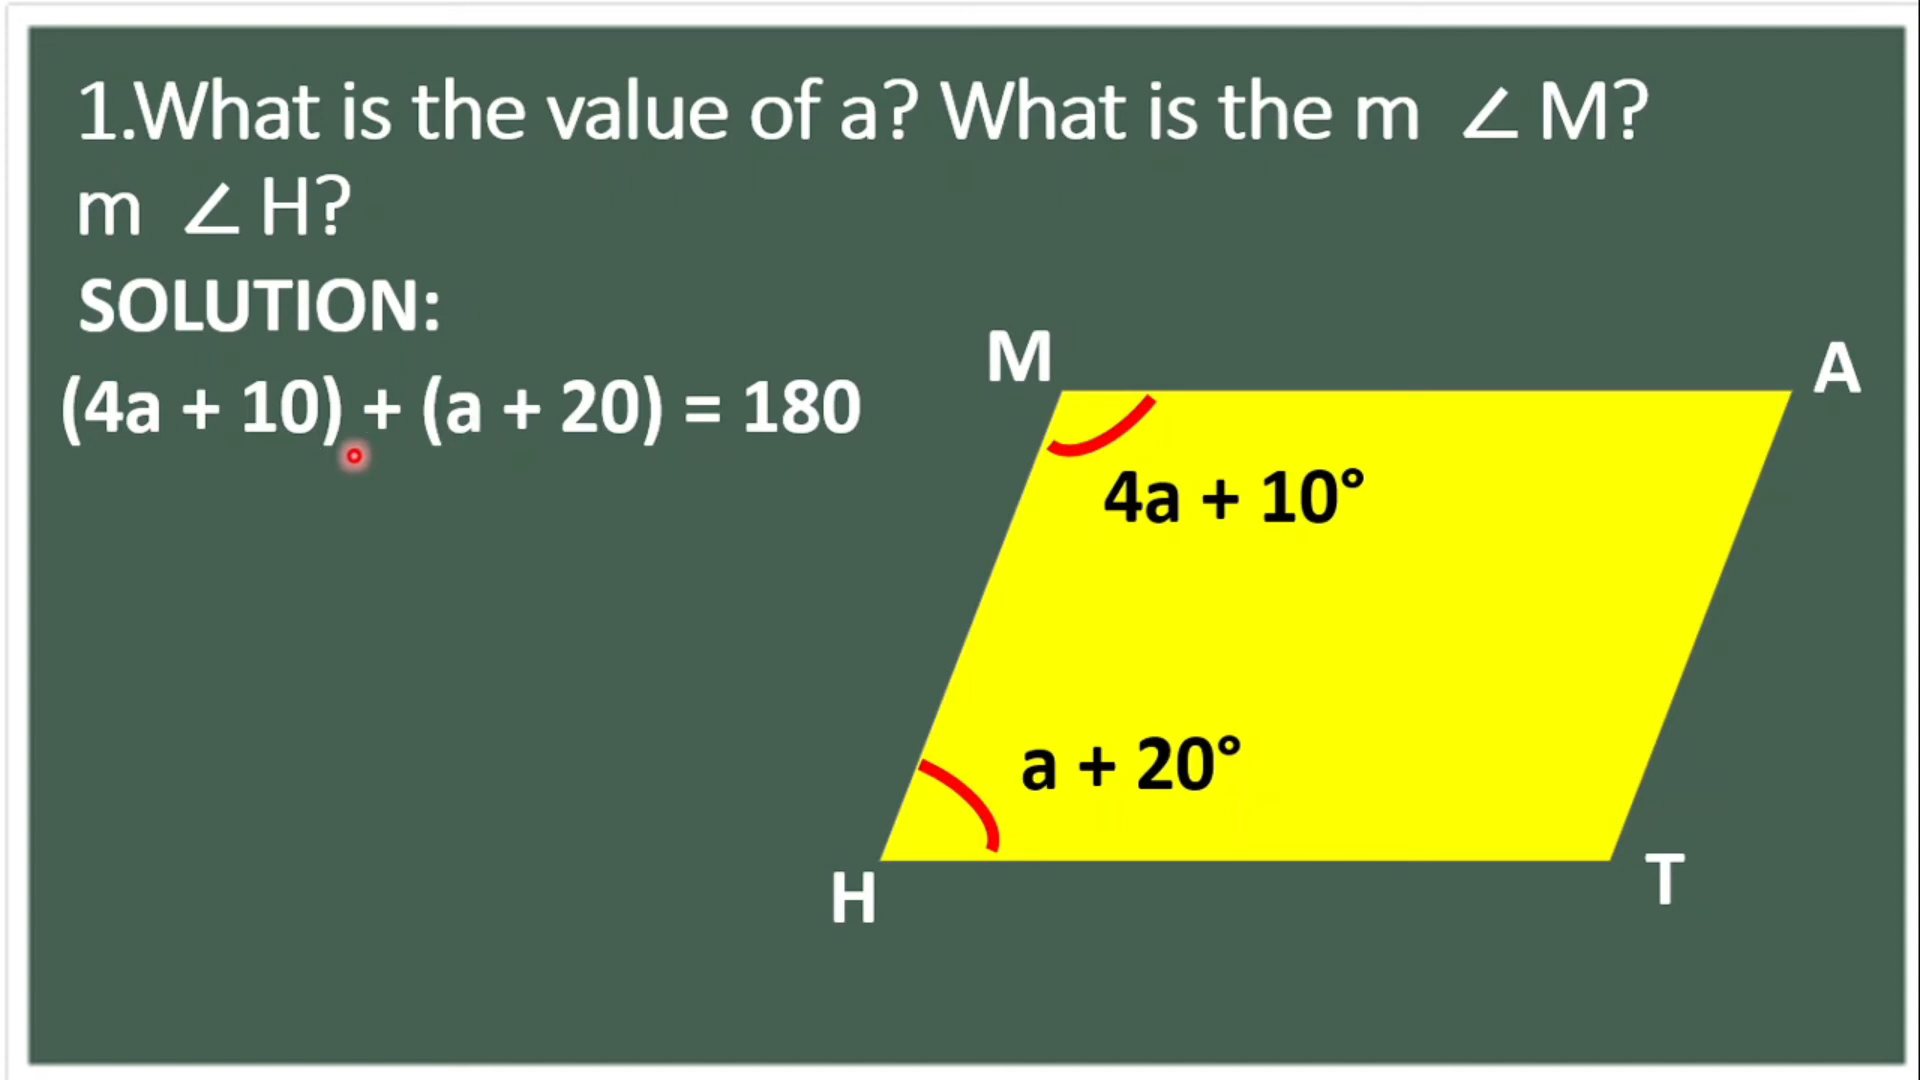 1.What is the value of a? What is the m ∠M?
m ∠H?
SOLUTION:
(4a + 10) + (a + 20) = 180
M
A
4a + 10°
a + 20°
H
T